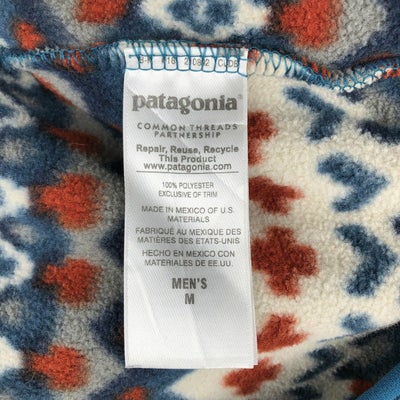 patagonia®
COMMON THREADS
PARTNERSHIP
Repair, Reuse, Recycle
This Product
www.patagonia.com
100% POLYESTER
EXCLUSIVE OF TRIM
MADE IN MEXICO OF U.S.
MATERIALS
FABRIQUÉ AU MEXIQUE DES
MATIÈRES DES ETATS-UNIS
HECHO EN MEXICO CON
MATERIALES DE EE.UU.
MEN'S
M